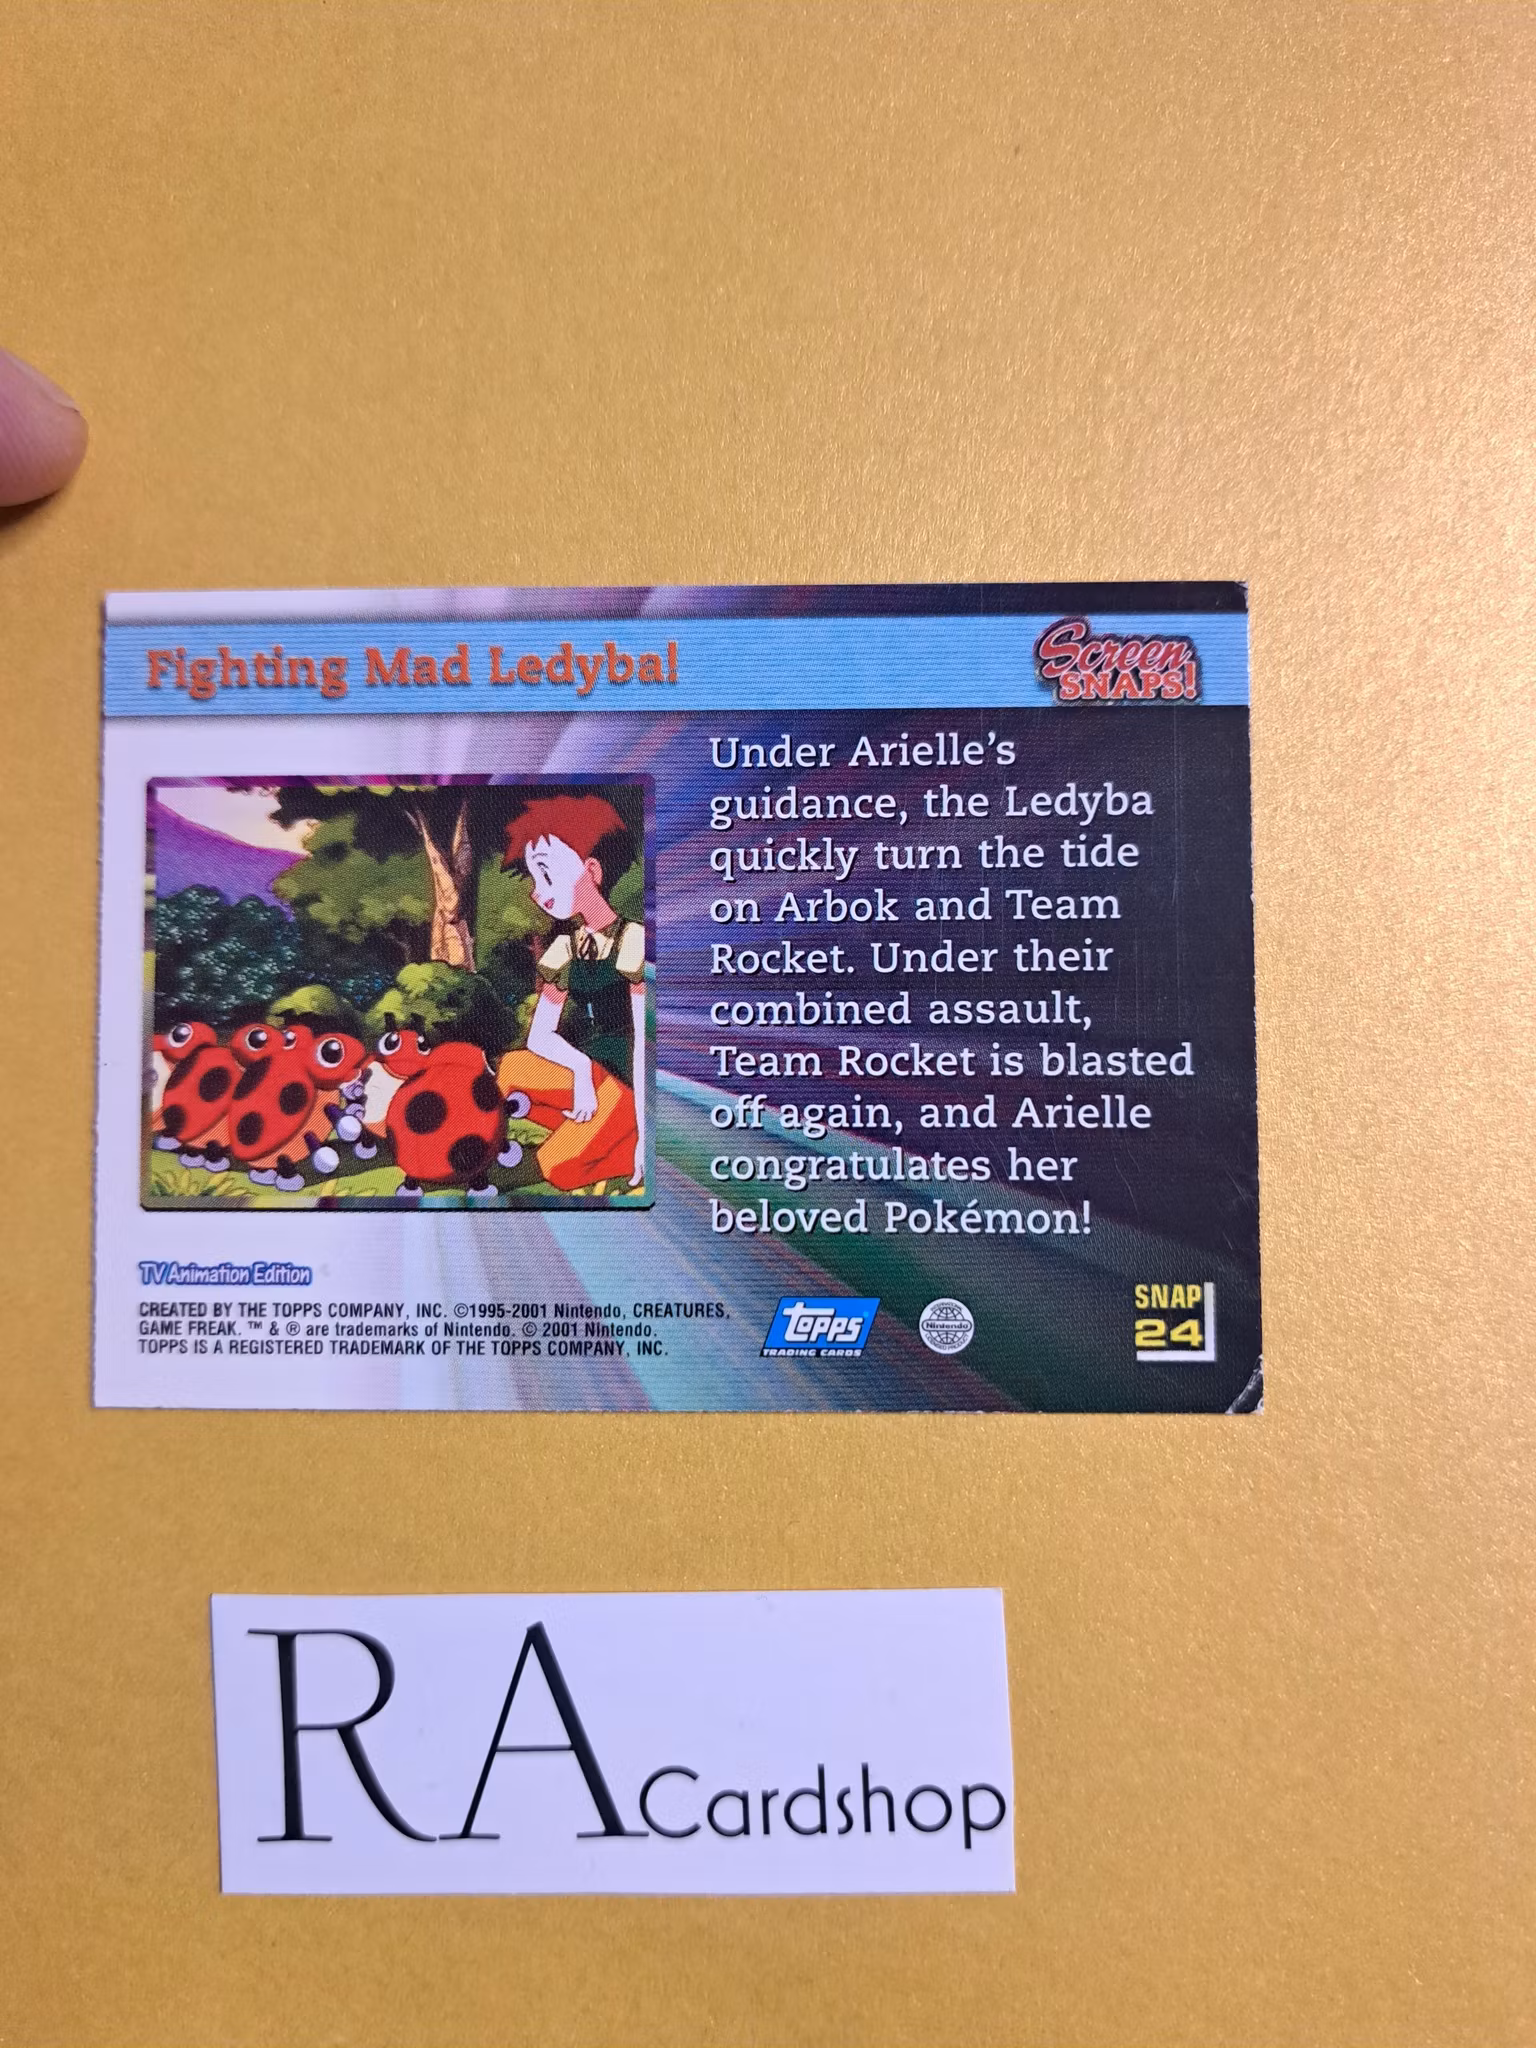 Fighting Mad Ledyba!
Screen
SNAPS!
Under Arielle's
guidance, the Ledyba
quickly turn the tide
on Arbok and Team
Rocket. Under their
combined assault,
Team Rocket is blasted
off again, and Arielle
congratulates her
beloved Pokémon!
TV Animation Edition
CREATED BY THE TOPPS COMPANY, INC. ©1995-2001 Nintendo, CREATURES,
GAME FREAK. ™ & ® are trademarks of Nintendo. © 2001 Nintendo.
TOPPS IS A REGISTERED TRADEMARK OF THE TOPPS COMPANY, INC.
topps
TRADING CARDS
Nintendo
SNAP
24
RA Cardshop